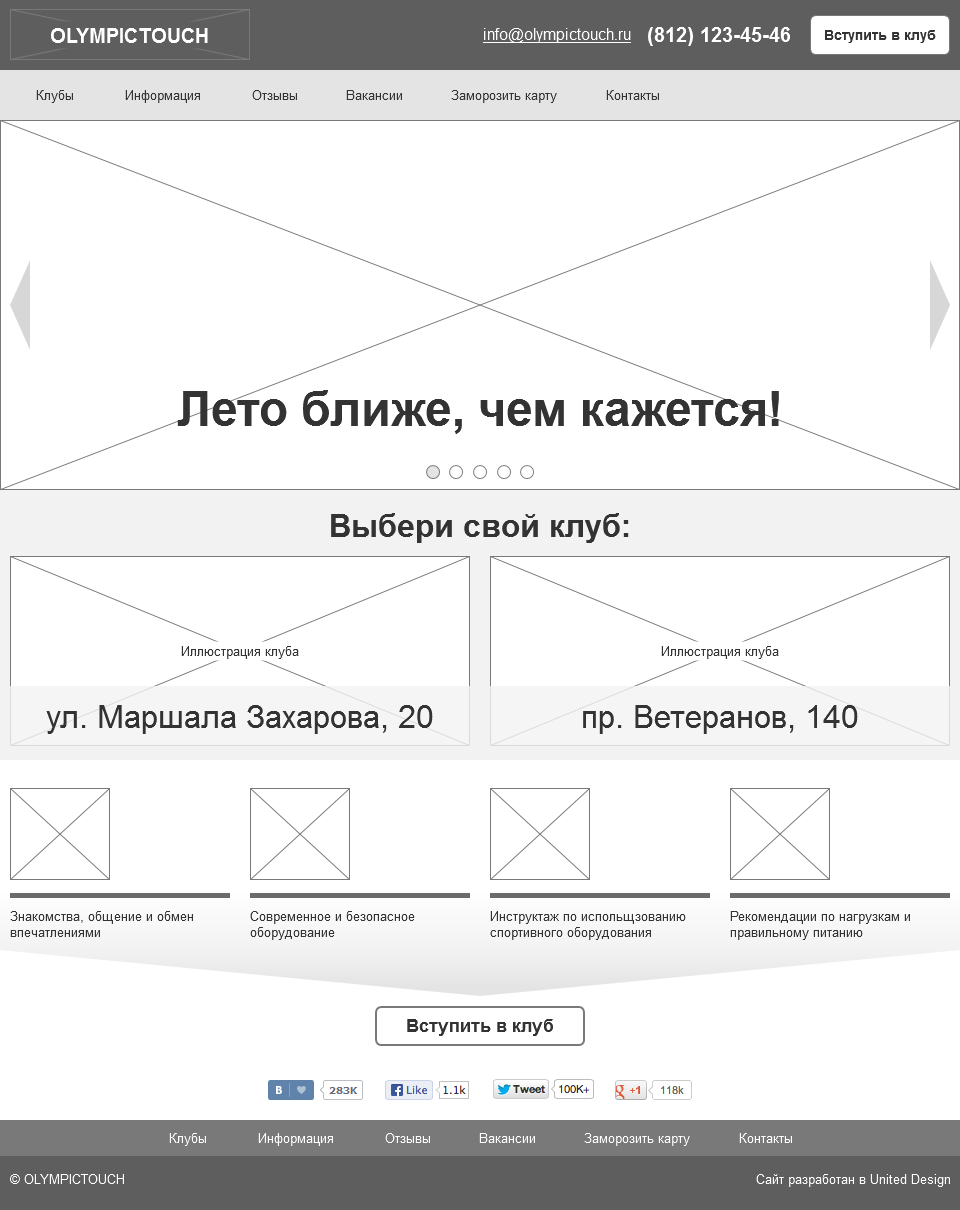 OLYMPICTOUCH
info@olympictouch.ru
(812) 123-45-46
Вступить в клуб
Клубы
Информация
Отзывы
Вакансии
Заморозить карту
Контакты
Лето ближе, чем кажется!
Выбери свой клуб:
Иллюстрация клуба
ул. Маршала Захарова, 20
Иллюстрация клуба
пр. Ветеранов, 140
Знакомства, общение и обмен
впечатлениями
Современное и безопасное
оборудование
Инструктаж по испольщзованию
спортивного оборудования
Рекомендации по нагрузкам и
правильному питанию
Вступить в клуб
В
283K
Like
1.1k
Tweet
100K+
g +1
118k
Клубы
Информация
Отзывы
Вакансии
Заморозить карту
Контакты
© OLYMPICTOUCH
Сайт разработан в United Design